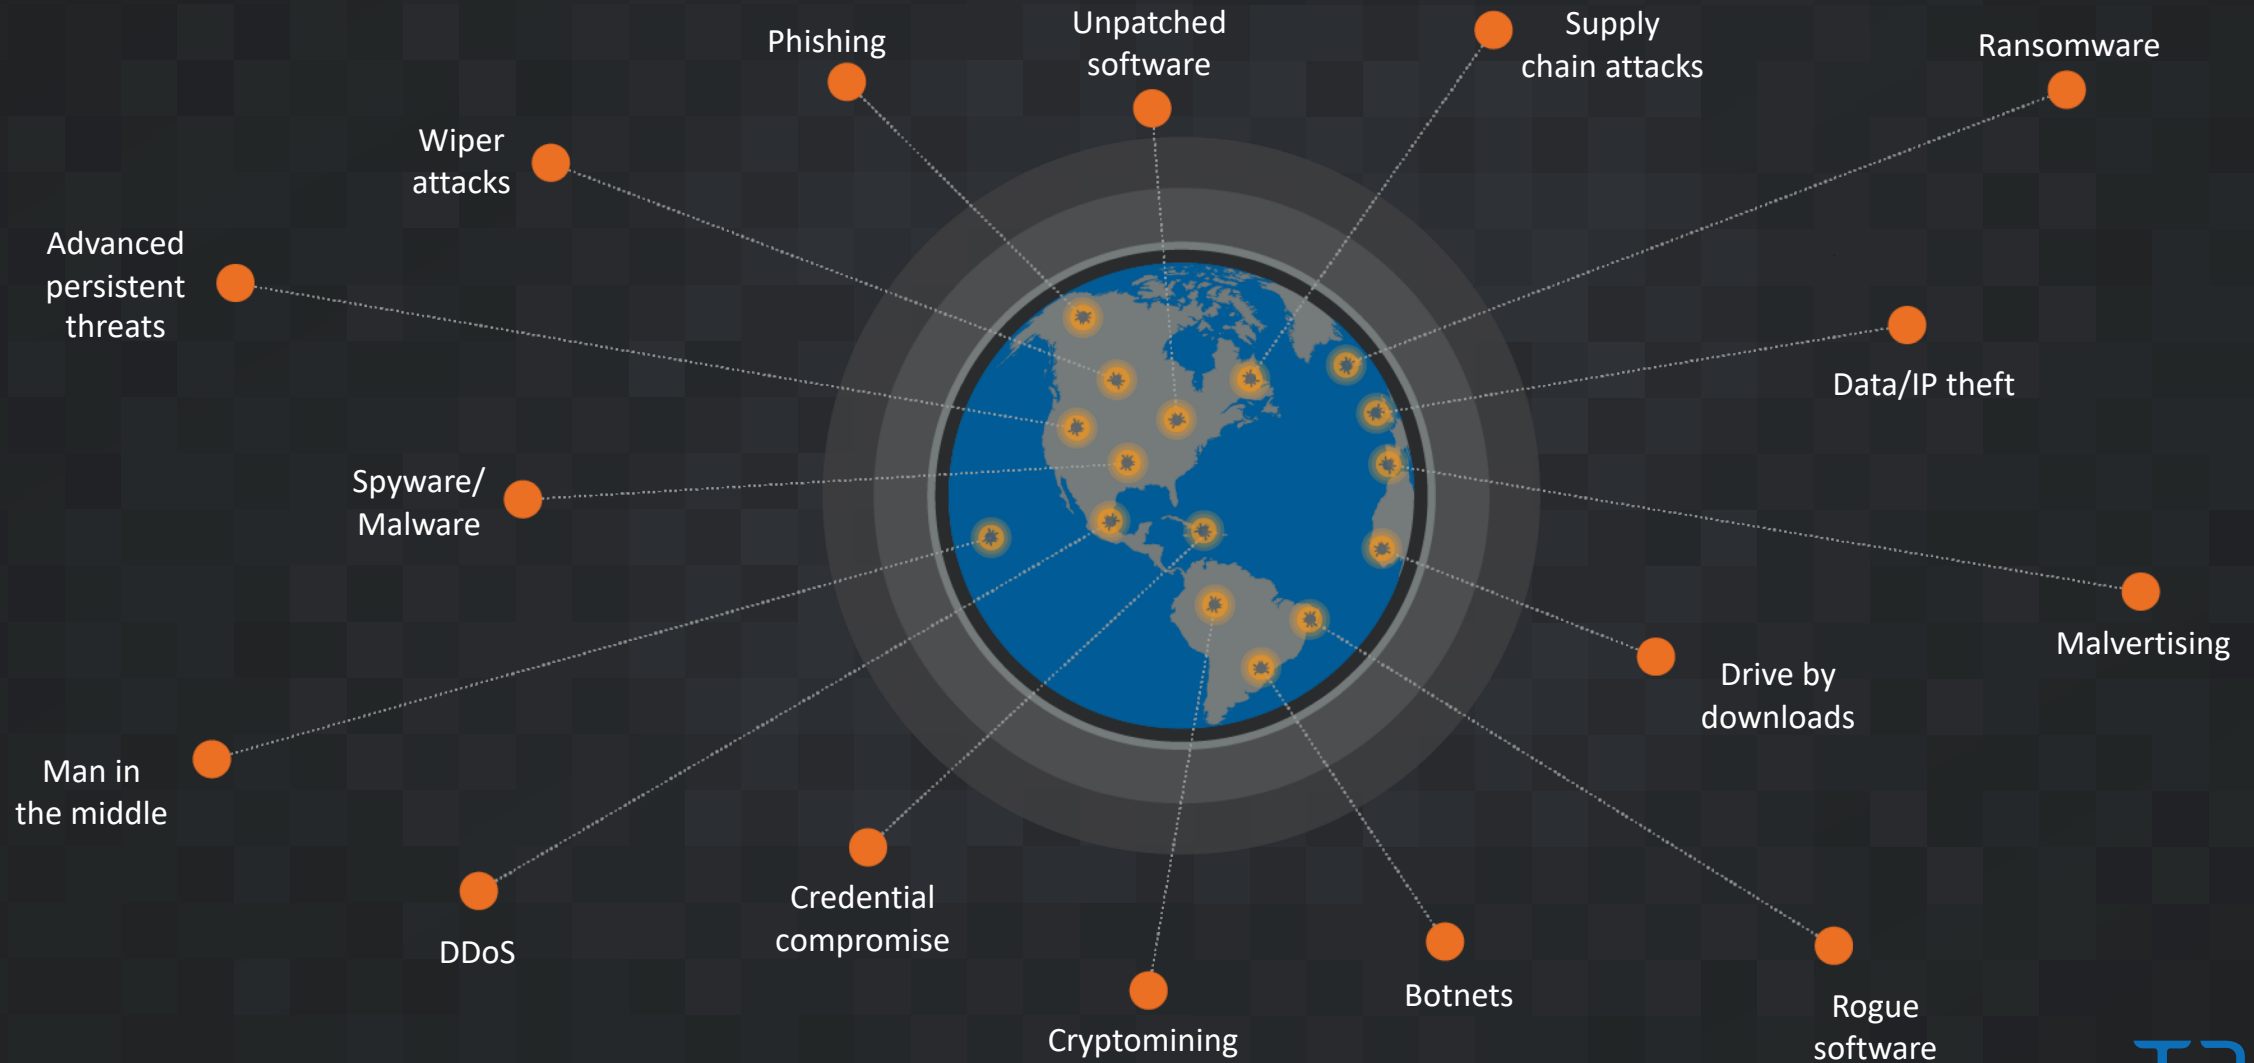 Phishing
Unpatched
software
Supply
chain attacks
Ransomware
Wiper
attacks
Advanced
persistent
threats
Data/IP theft
Spyware/
Malware
Malvertising
Drive by
downloads
Man in
the middle
Credential
compromise
DDoS
Botnets
Rogue
software
Cryptomining